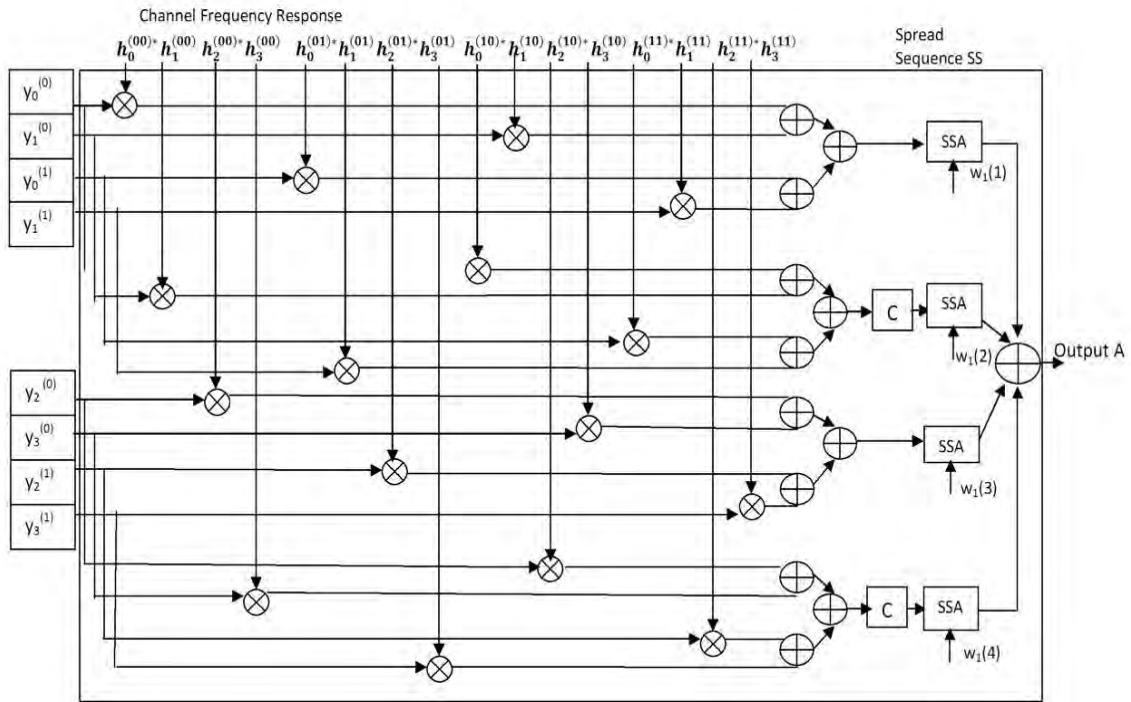 Channel Frequency Response
h₀⁽⁰⁰⁾* h₁⁽⁰⁰⁾ h₂⁽⁰⁰⁾* h₃⁽⁰⁰⁾ h₀⁽⁰¹⁾* h₁⁽⁰¹⁾ h₂⁽⁰¹⁾* h₃⁽⁰¹⁾ h₀⁽¹⁰⁾* h₁⁽¹⁰⁾ h₂⁽¹⁰⁾* h₃⁽¹⁰⁾ h₀⁽¹¹⁾* h₁⁽¹¹⁾ h₂⁽¹¹⁾* h₃⁽¹¹⁾
Spread
Sequence SS
y₀⁽⁰⁾
y₁⁽⁰⁾
y₀⁽¹⁾
y₁⁽¹⁾
SSA
w₁(1)
C
SSA
w₁(2)
Output A
y₂⁽⁰⁾
y₃⁽⁰⁾
y₂⁽¹⁾
y₃⁽¹⁾
SSA
w₁(3)
C
SSA
w₁(4)